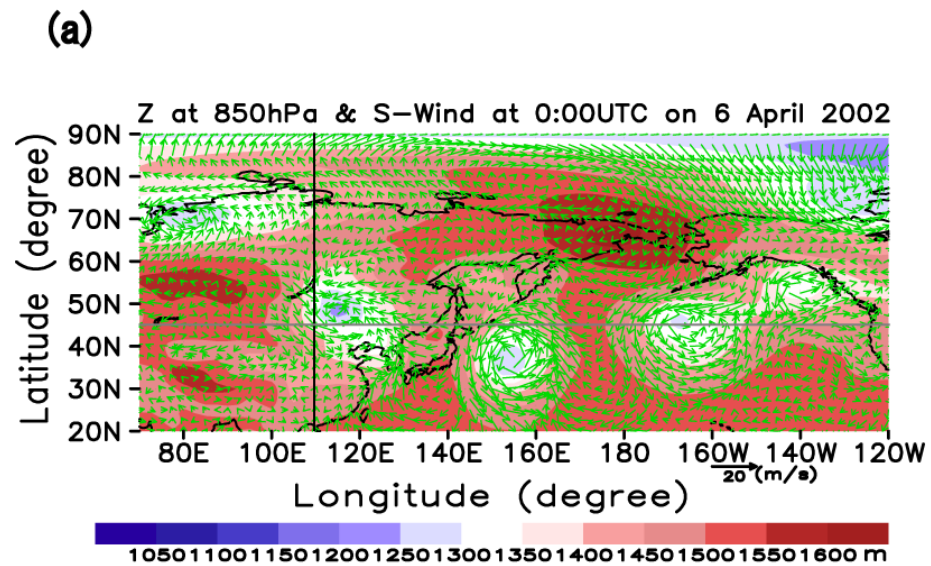 (a)
Z at 850hPa & S-Wind at 0:00UTC on 6 April 2002
Latitude (degree)
90N
80N
70N
60N
50N
40N
30N
20N
80E 100E 120E 140E 160E 180 160W 140W 120W
20 (m/s)
Longitude (degree)
1050 1100 1150 1200 1250 1300 1350 1400 1450 1500 1550 1600 m